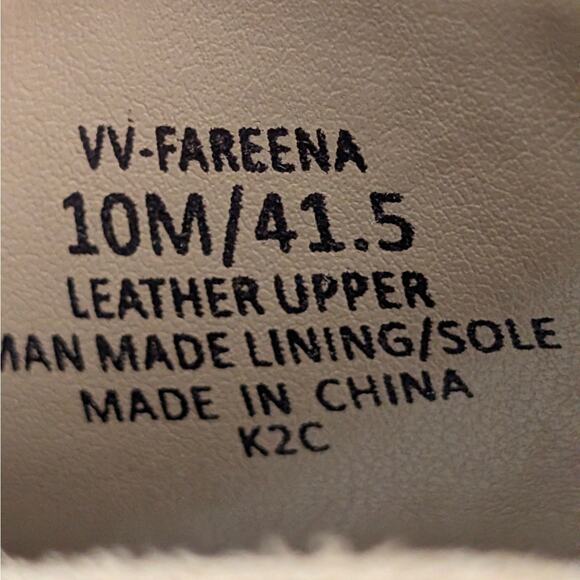 VV-FAREENA
10M/41.5
LEATHER UPPER
MAN MADE LINING/SOLE
MADE IN CHINA
K2C